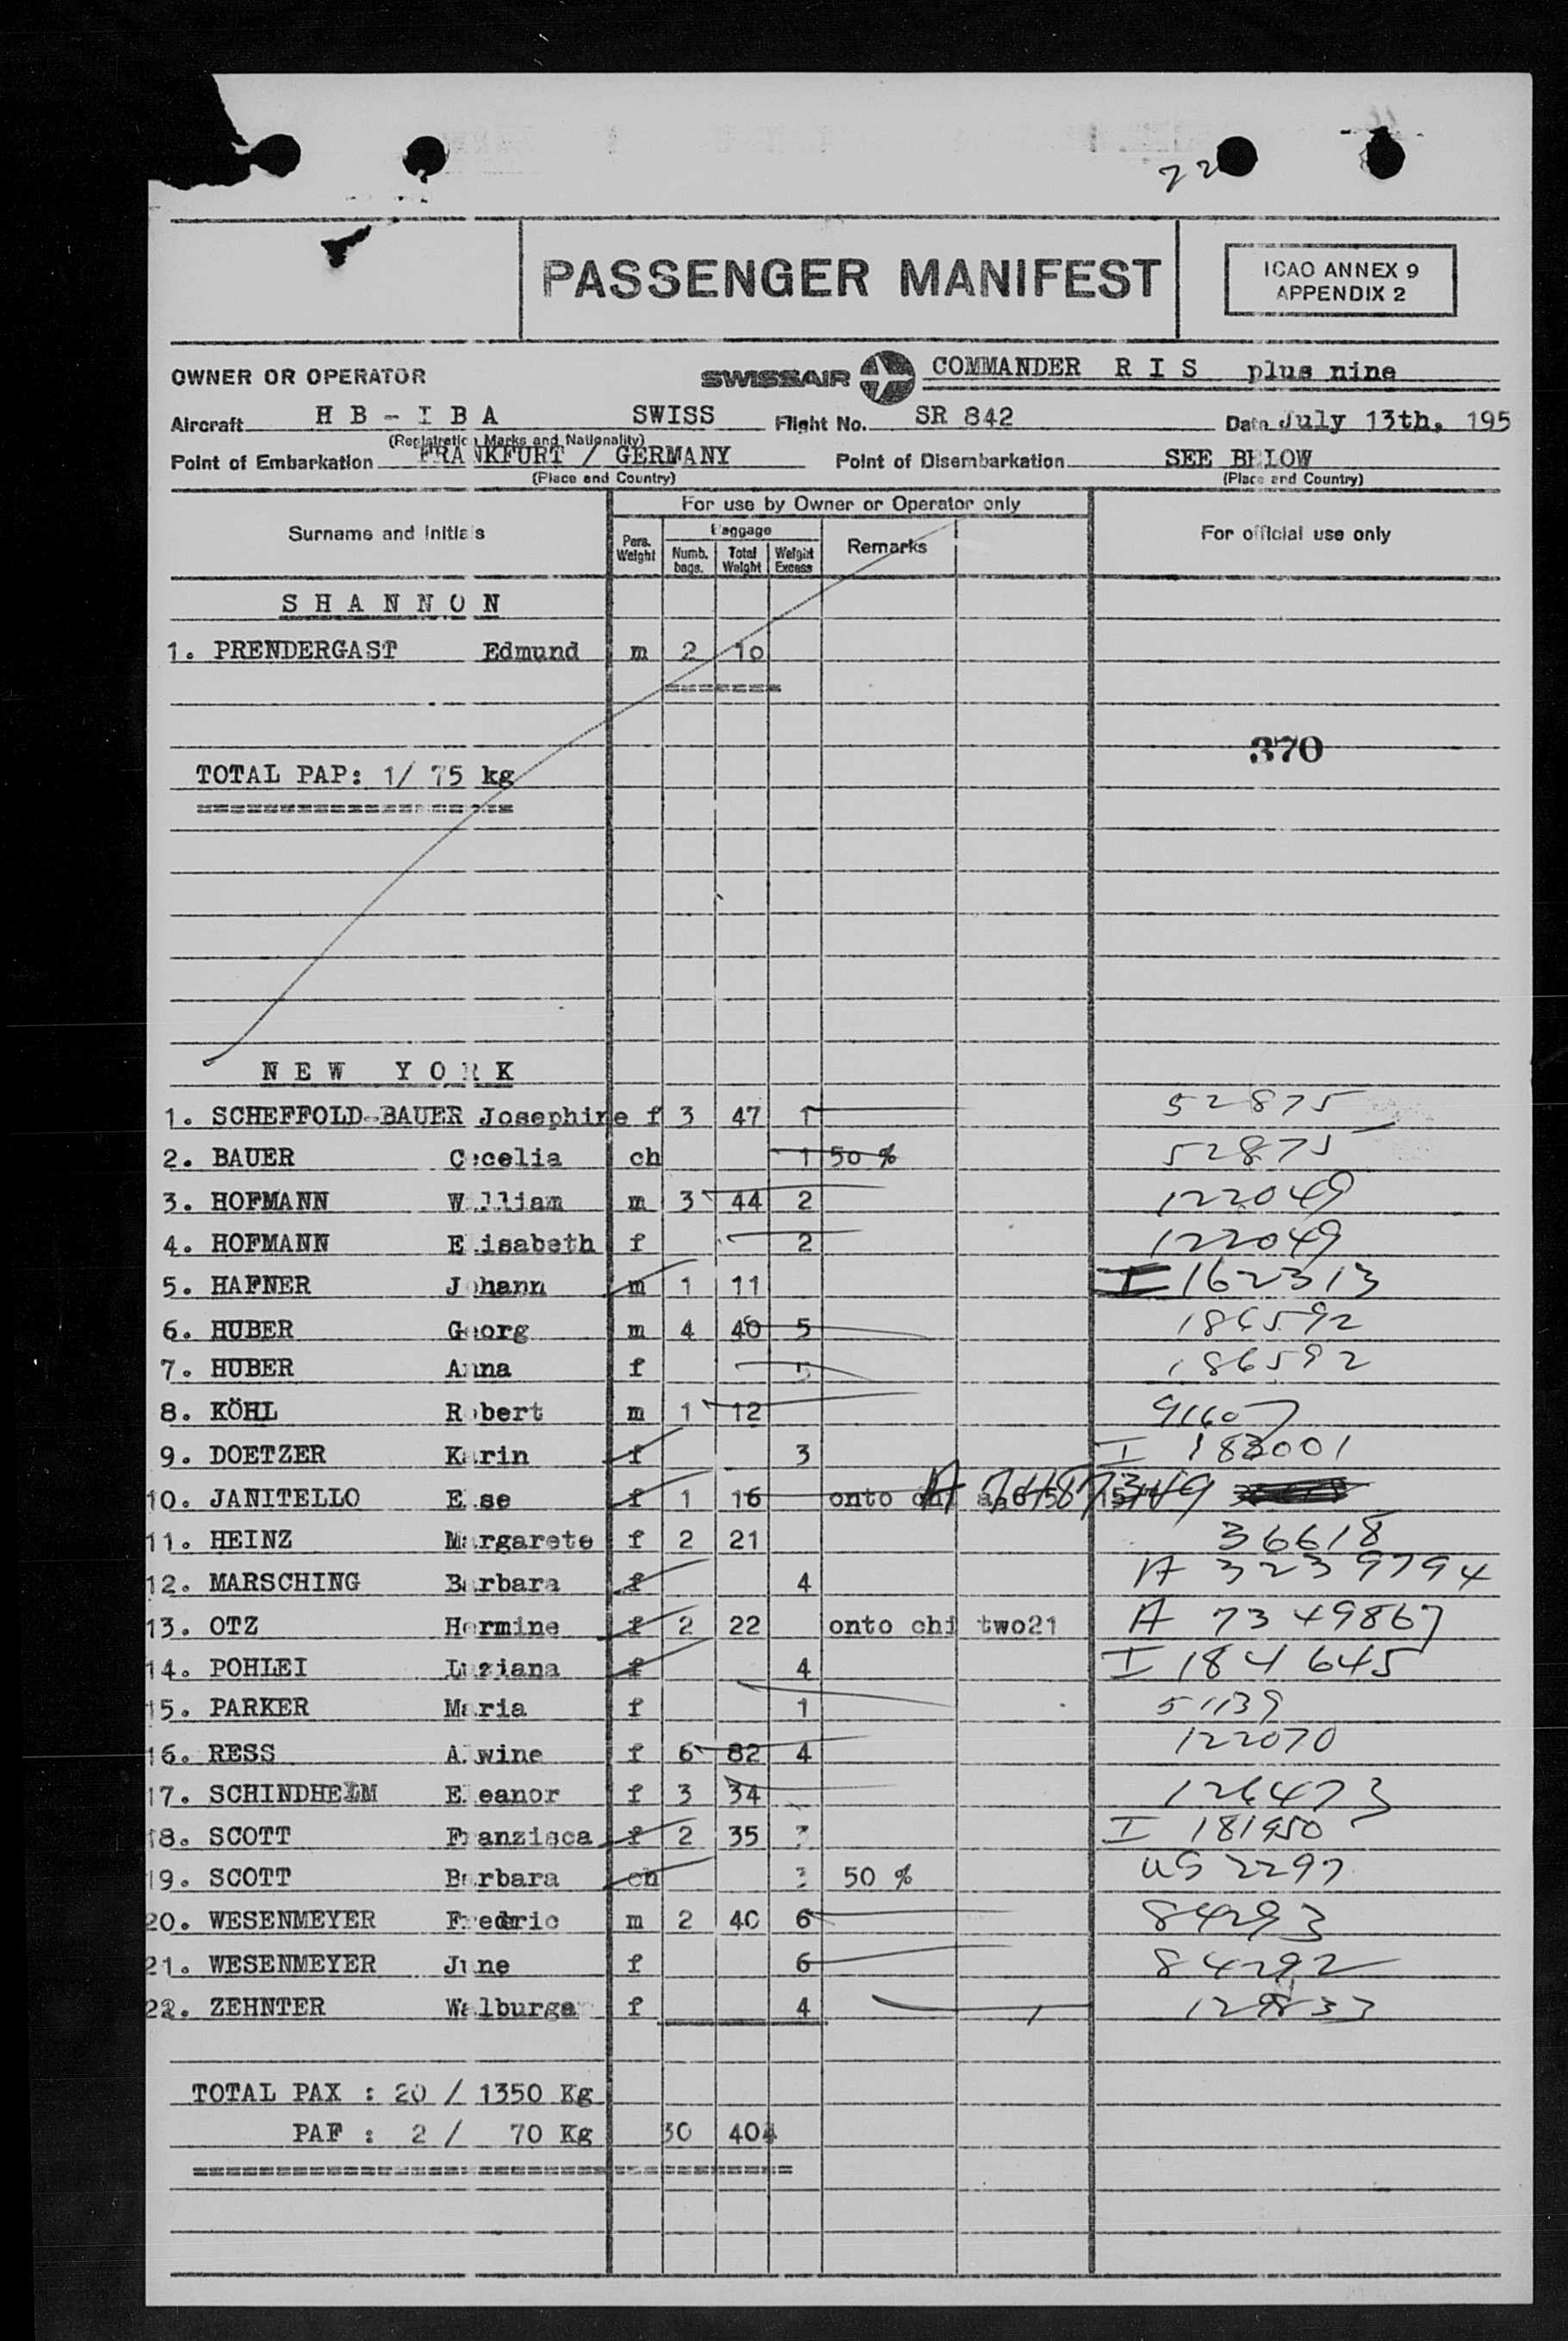 22
PASSENGER MANIFEST
ICAO ANNEX 9
APPENDIX 2
OWNER OR OPERATOR SWISSAIR COMMANDER R I S plus nine
Aircraft H B - I B A SWISS Flight No. SR 842 Date July 13th, 195
(Registration Marks and Nationality)
Point of Embarkation FRANKFURT / GERMANY Point of Disembarkation SEE BELOW
(Place and Country) (Place and Country)
For use by Owner or Operator only
Surname and Initials Pers. Weight Baggage Numb. bags. Total Weight Weight Excess Remarks For official use only
S H A N N O N
1. PRENDERGAST Edmund m 2 10
=======
370
TOTAL PAP: 1/ 75 kg
===================
N E W Y O R K
1. SCHEFFOLD-BAUER Josephine f 3 47 1 52875
2. BAUER Cecelia ch 1 50 % 52875
3. HOFMANN William m 3 44 2 122049
4. HOFMANN Elisabeth f 2 122049
5. HAFNER Johann m 1 11 I 162313
6. HUBER Georg m 4 40 5 186592
7. HUBER Anna f 5 186592
8. KÖHL Robert m 1 12 91607
9. DOETZER Karin f 3 I 183001
10. JANITELLO Else f 1 16 onto A
11. HEINZ Margarete f 2 21 36618
12. MARSCHING Barbara f 4 A 3239794
13. OTZ Hermine f 2 22 onto chi two21 A 7349867
14. POHLEI Luziana f 4 I 184645
15. PARKER Maria f 1 51139
16. RESS Alwine f 6 82 4 122070
17. SCHINDHELM Eleanor f 3 34 126473
18. SCOTT Franzisca f 2 35 3 I 181950
19. SCOTT Barbara ch 3 50 % US 2297
20. WESENMEYER Fredric m 2 40 6 84293
21. WESENMEYER June f 6 84292
22. ZEHNTER Walburga f 4
TOTAL PAX : 20 / 1350 Kg
PAF : 2 / 70 Kg 30 404
=================================